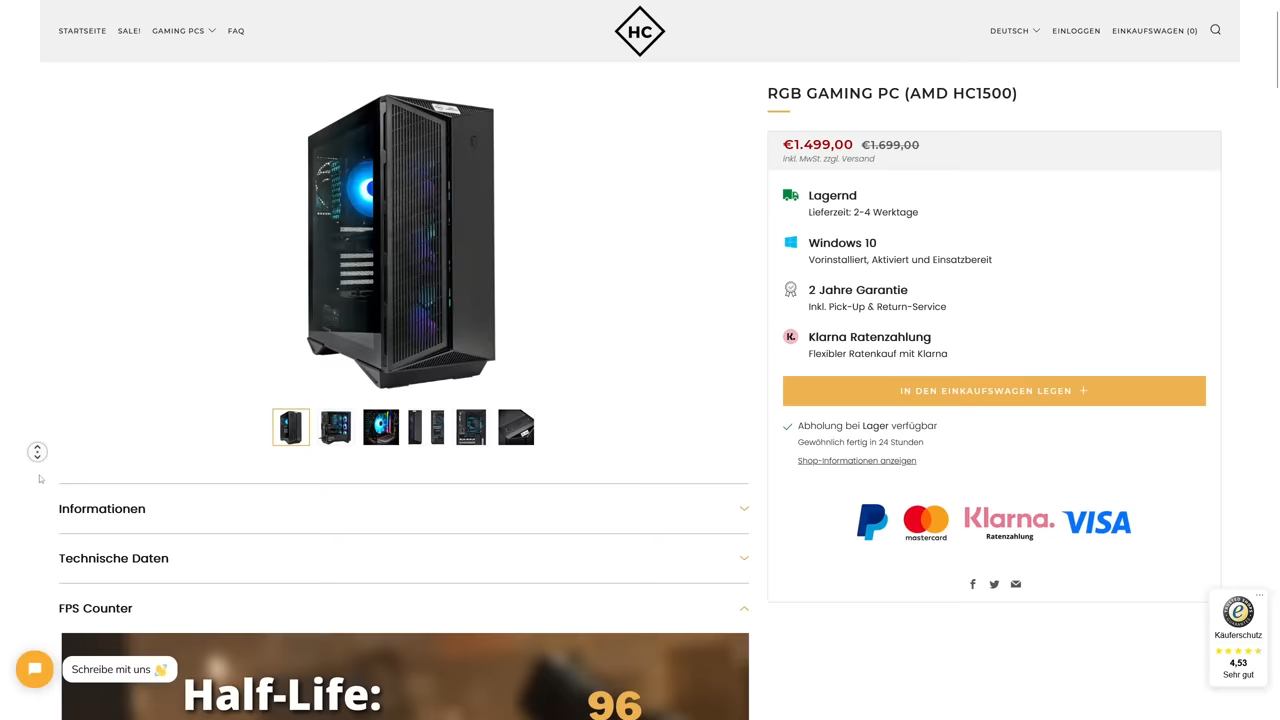 STARTSEITE SALE! GAMING PCS FAQ
HC
DEUTSCH EINLOGGEN EINKAUFSWAGEN (0)
RGB GAMING PC (AMD HC1500)
€1.499,00 €1.699,00
inkl. MwSt. zzgl. Versand
Lagernd
Lieferzeit: 2-4 Werktage
Windows 10
Vorinstalliert, Aktiviert und Einsatzbereit
2 Jahre Garantie
Inkl. Pick-Up & Return-Service
K.
Klarna Ratenzahlung
Flexibler Ratenkauf mit Klarna
IN DEN EINKAUFSWAGEN LEGEN +
Abholung bei Lager verfügbar
Gewöhnlich fertig in 24 Stunden
Shop-Informationen anzeigen
mastercard
Klarna.
Ratenzahlung
VISA
Informationen
Technische Daten
FPS Counter
Half-Life:
96
Schreibe mit uns 👋
e
Käuferschutz
4,53
Sehr gut